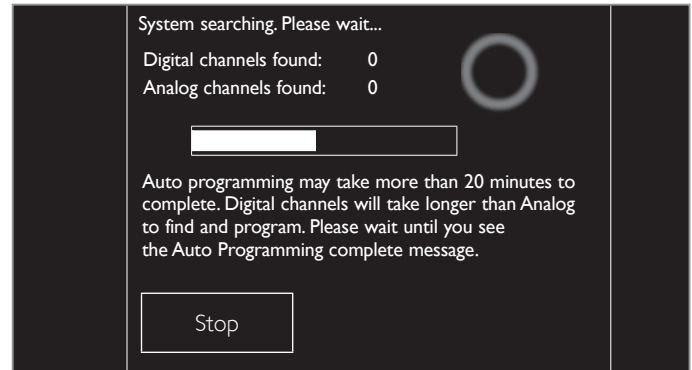 System searching. Please wait...
Digital channels found: 0
Analog channels found: 0
Auto programming may take more than 20 minutes to
complete. Digital channels will take longer than Analog
to find and program. Please wait until you see
the Auto Programming complete message.
Stop